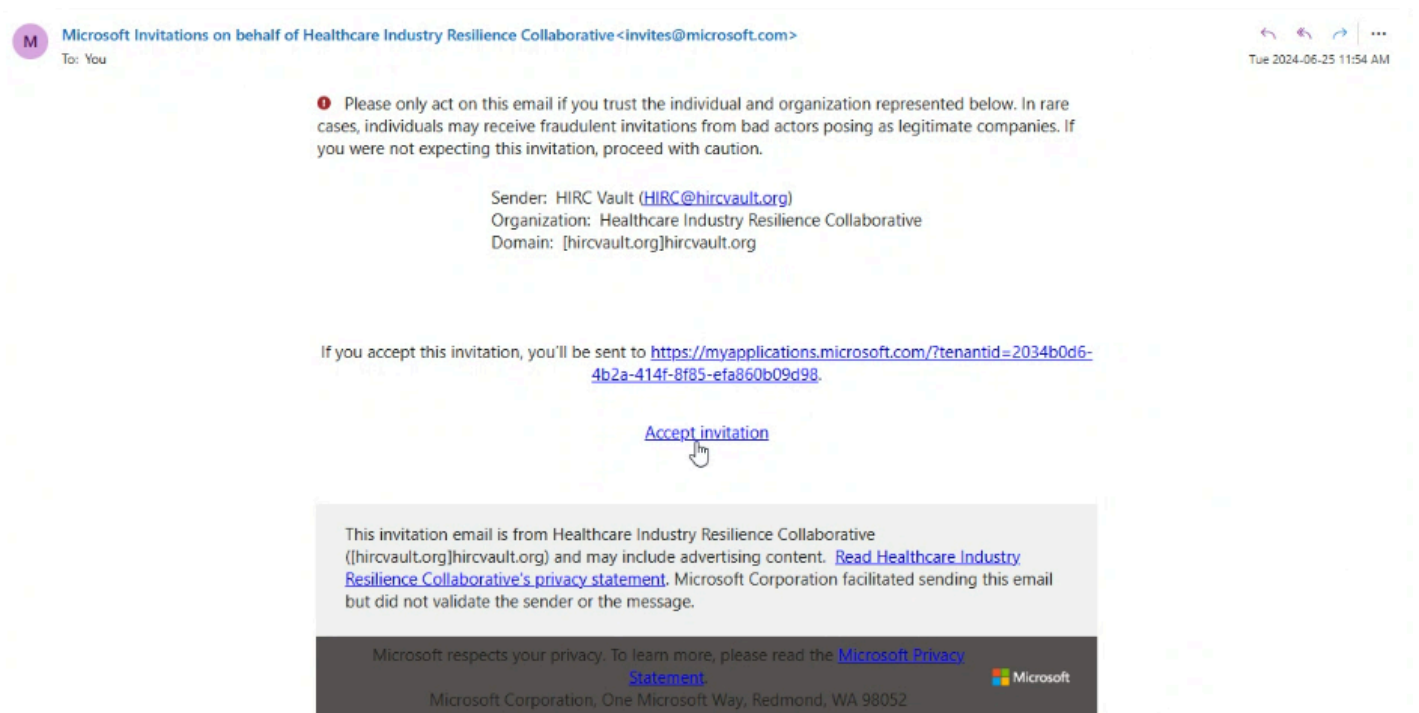 M
Microsoft Invitations on behalf of Healthcare Industry Resilience Collaborative<invites@microsoft.com>
To: You
Tue 2024-06-25 11:54 AM
Please only act on this email if you trust the individual and organization represented below. In rare
cases, individuals may receive fraudulent invitations from bad actors posing as legitimate companies. If
you were not expecting this invitation, proceed with caution.
Sender: HIRC Vault (HIRC@hircvault.org)
Organization: Healthcare Industry Resilience Collaborative
Domain: [hircvault.org]hircvault.org
If you accept this invitation, you'll be sent to https://myapplications.microsoft.com/?tenantid=2034b0d6-
4b2a-414f-8f85-efa860b09d98.
Accept invitation
This invitation email is from Healthcare Industry Resilience Collaborative
([hircvault.org]hircvault.org) and may include advertising content. Read Healthcare Industry
Resilience Collaborative's privacy statement. Microsoft Corporation facilitated sending this email
but did not validate the sender or the message.
Microsoft respects your privacy. To learn more, please read the Microsoft Privacy
Statement.
Microsoft
Microsoft Corporation, One Microsoft Way, Redmond, WA 98052